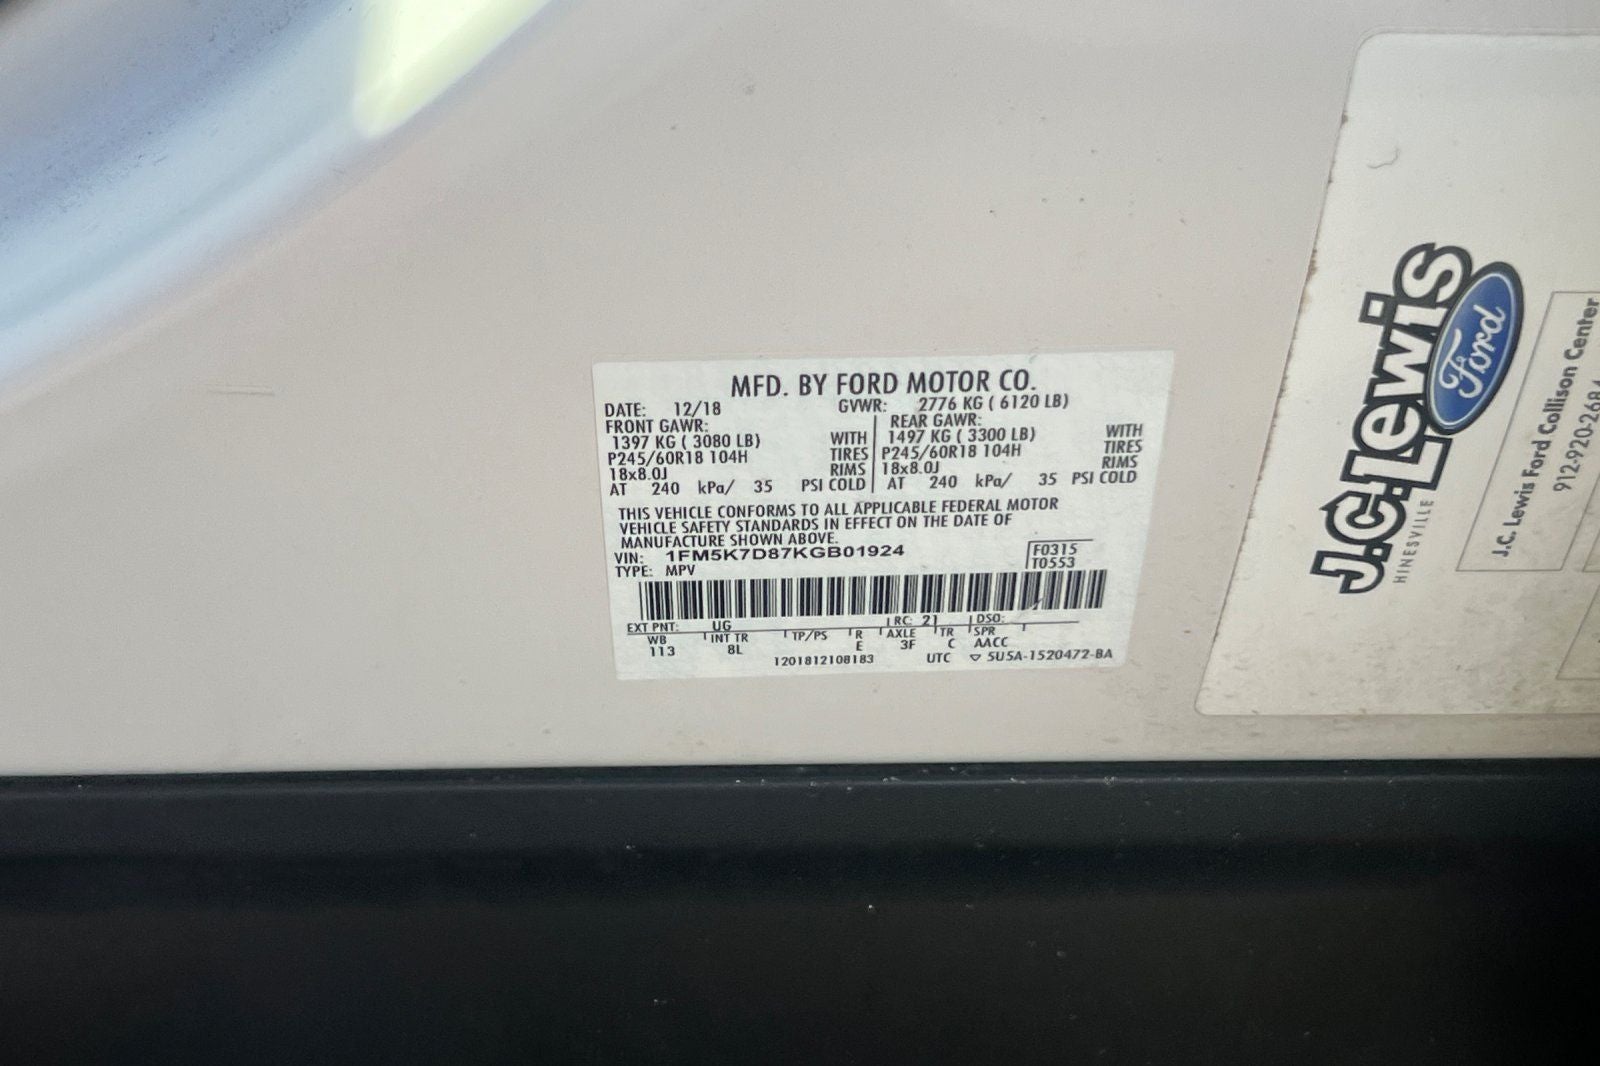 MFD. BY FORD MOTOR CO.
DATE: 12/18 GVWR: 2776 KG ( 6120 LB)
FRONT GAWR: REAR GAWR:
1397 KG ( 3080 LB) WITH 1497 KG ( 3300 LB) WITH
P245/60R18 104H TIRES P245/60R18 104H TIRES
18x8.0J RIMS 18x8.0J RIMS
AT 240 kPa/ 35 PSI COLD AT 240 kPa/ 35 PSI COLD
THIS VEHICLE CONFORMS TO ALL APPLICABLE FEDERAL MOTOR
VEHICLE SAFETY STANDARDS IN EFFECT ON THE DATE OF
MANUFACTURE SHOWN ABOVE.
VIN: 1FM5K7D87KGB01924 F0315
TYPE: MPV T0553
EXT PNT: UG RC: 21 DSO:
WB INT TR TP/PS R AXLE TR SPR
113 8L E 3F C AACC
1201812108183 UTC ▽ 5U5A-1520472-BA
J.C. Lewis
Ford
HINESVILLE
J.C. Lewis Ford Collison Center
912-920-2684